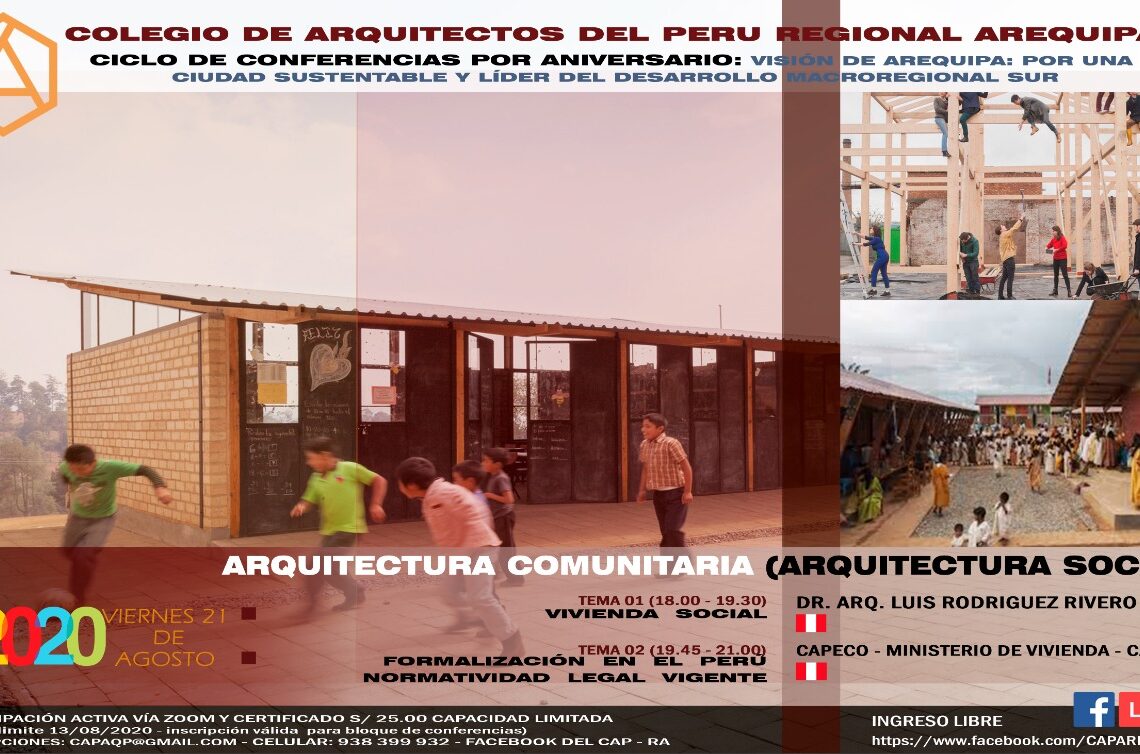 COLEGIO DE ARQUITECTOS DEL PERU REGIONAL AREQUIPA
CICLO DE CONFERENCIAS POR ANIVERSARIO: VISIÓN DE AREQUIPA: POR UNA
CIUDAD SUSTENTABLE Y LÍDER DEL DESARROLLO MACROREGIONAL SUR
ARQUITECTURA COMUNITARIA (ARQUITECTURA SOC
2020
VIERNES 21
DE
AGOSTO
TEMA 01 (18.00 - 19.30)
VIVIENDA SOCIAL
DR. ARQ. LUIS RODRIGUEZ RIVERO
TEMA 02 (19.45 - 21.00)
FORMALIZACIÓN EN EL PERÚ
NORMATIVIDAD LEGAL VIGENTE
CAPECO - MINISTERIO DE VIVIENDA - C
IPACIÓN ACTIVA VÍA ZOOM Y CERTIFICADO S/ 25.00 CAPACIDAD LIMITADA
limite 13/08/2020 - inscripción válida para bloque de conferencias)
PCIONES: CAPAQP@GMAIL.COM - CELULAR: 938 399 932 - FACEBOOK DEL CAP - RA
INGRESO LIBRE
https://www.facebook.com/CAPAR
f L